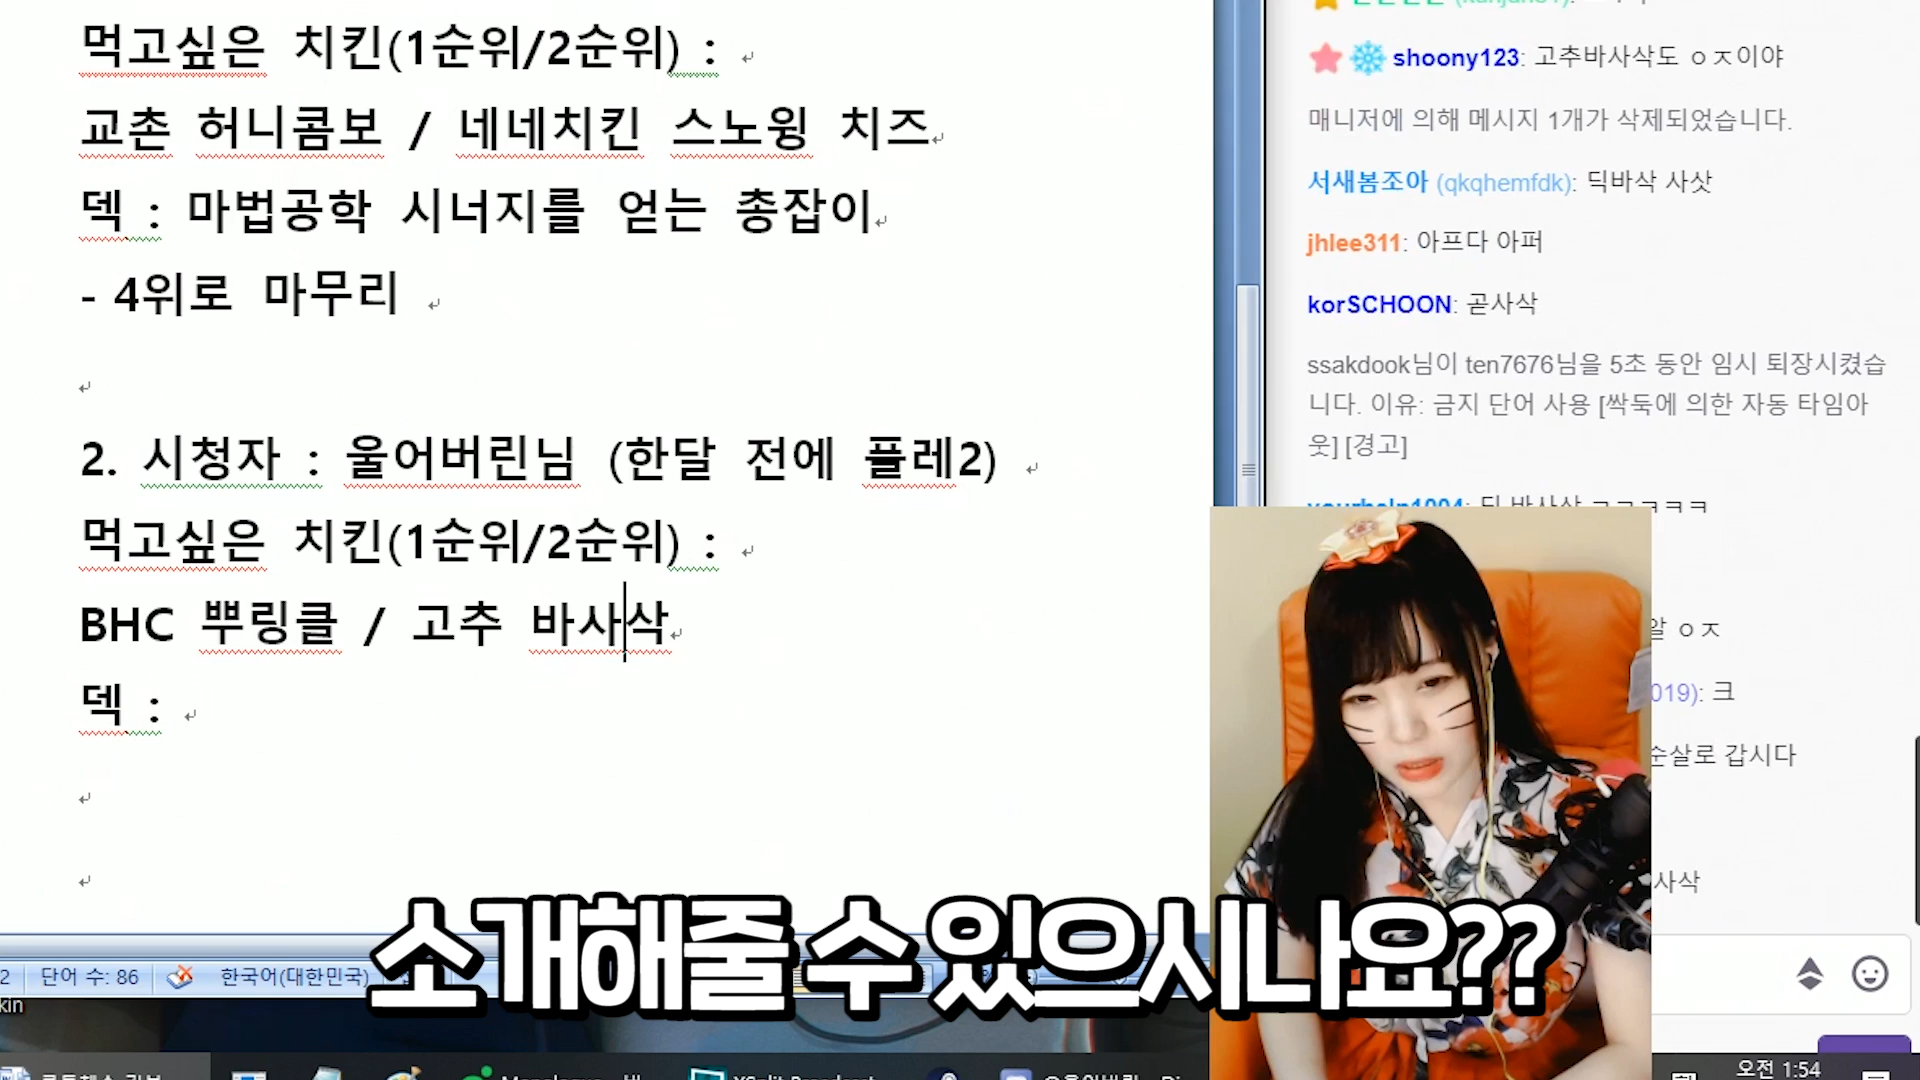 먹고싶은 치킨(1순위/2순위) :
교촌 허니콤보 / 네네치킨 스노윙 치즈
덱 : 마법공학 시너지를 얻는 총잡이
- 4위로 마무리
2. 시청자 : 울어버린님 (한달 전에 플레2)
먹고싶은 치킨(1순위/2순위) :
BHC 뿌링클 / 고추 바사삭
덱 :
shoony123: 고추바사삭도 ㅇㅈ이야
매니저에 의해 메시지 1개가 삭제되었습니다.
서새봄조아 (qkqhemfdk): 딕바삭 사삿
jhlee311: 아프다 아퍼
korSCHOON: 곧사삭
ssakdook님이 ten7676님을 5초 동안 임시 퇴장시켰습
니다. 이유: 금지 단어 사용 [싹둑에 의한 자동 타임아
웃] [경고]
알 ㅇㅈ
019): 크
순살로 갑시다
사삭
소개해줄 수 있으시나요??
2 단어 수: 86 한국어(대한민국)
오전 1:54